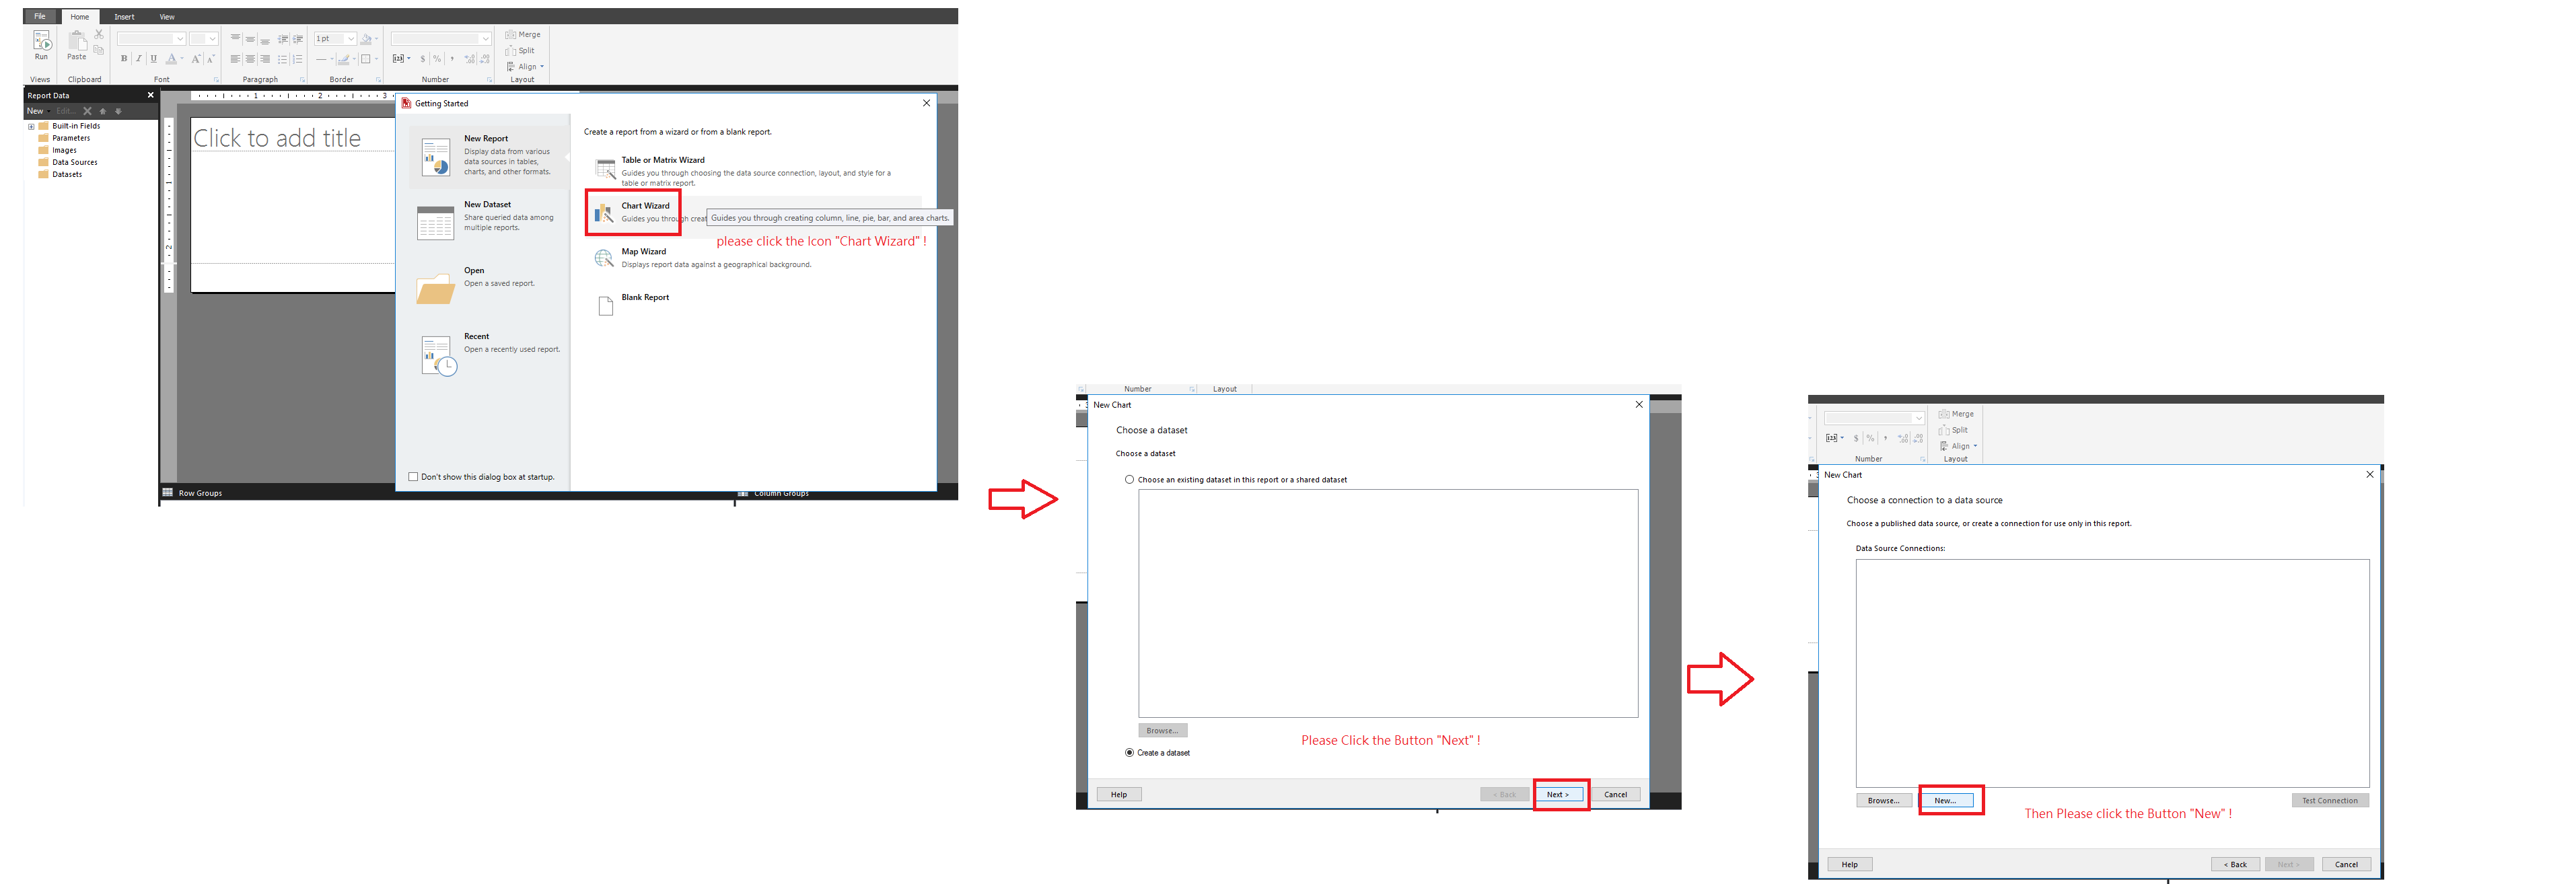 File Home Insert View
Run
Paste
1pt
B I U A A A
$ % ,
Merge
Split
Align
Views Clipboard Font Paragraph Border Number Layout
Report Data
New Edit...
Built-in Fields
Parameters
Images
Data Sources
Datasets
1 2 3
1
2
Click to add title
Getting Started
New Report
Display data from various
data sources in tables,
charts, and other formats.
New Dataset
Share queried data among
multiple reports.
Open
Open a saved report.
Recent
Open a recently used report.
Don't show this dialog box at startup.
Create a report from a wizard or from a blank report.
Table or Matrix Wizard
Guides you through choosing the data source connection, layout, and style for a
table or matrix report.
Chart Wizard
Guides you through creat
Guides you through creating column, line, pie, bar, and area charts.
please click the Icon "Chart Wizard" !
Map Wizard
Displays report data against a geographical background.
Blank Report
Row Groups
Column Groups
Number Layout
New Chart
Choose a dataset
Choose a dataset
Choose an existing dataset in this report or a shared dataset
Browse...
Please Click the Button "Next" !
Create a dataset
Help
< Back Next > Cancel
Merge
Split
Align
$ % ,
Number Layout
New Chart
Choose a connection to a data source
Choose a published data source, or create a connection for use only in this report.
Data Source Connections:
Browse... New... Test Connection
Then Please click the Button "New" !
Help
< Back Next > Cancel